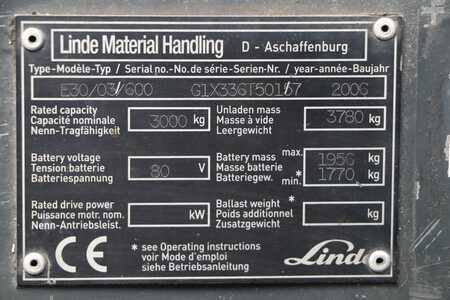 Linde Material Handling D - Aschaffenburg
Type-Modèle-Typ / Serial no.-No.de série-Serien-Nr. / year-année-Baujahr
E30/03/600 2006
Rated capacity
Capacité nominale
Nenn-Tragfähigkeit
3000 kg
Unladen mass
Masse à vide
Leergewicht
3780 kg
Battery voltage
Tension batterie
Batteriespannung
80 V
Battery mass
Masse batterie
Batteriegew. *
max. 1956 kg
min. 1770 kg
Rated drive power
Puissance motr. nom.
Nenn-Antriebsleist.
kW
Ballast weight *
Poids additionnel
Zusatzgewicht
kg
CE
* see Operating instructions
voir Mode d'emploi
siehe Betriebsanleitung
Linde